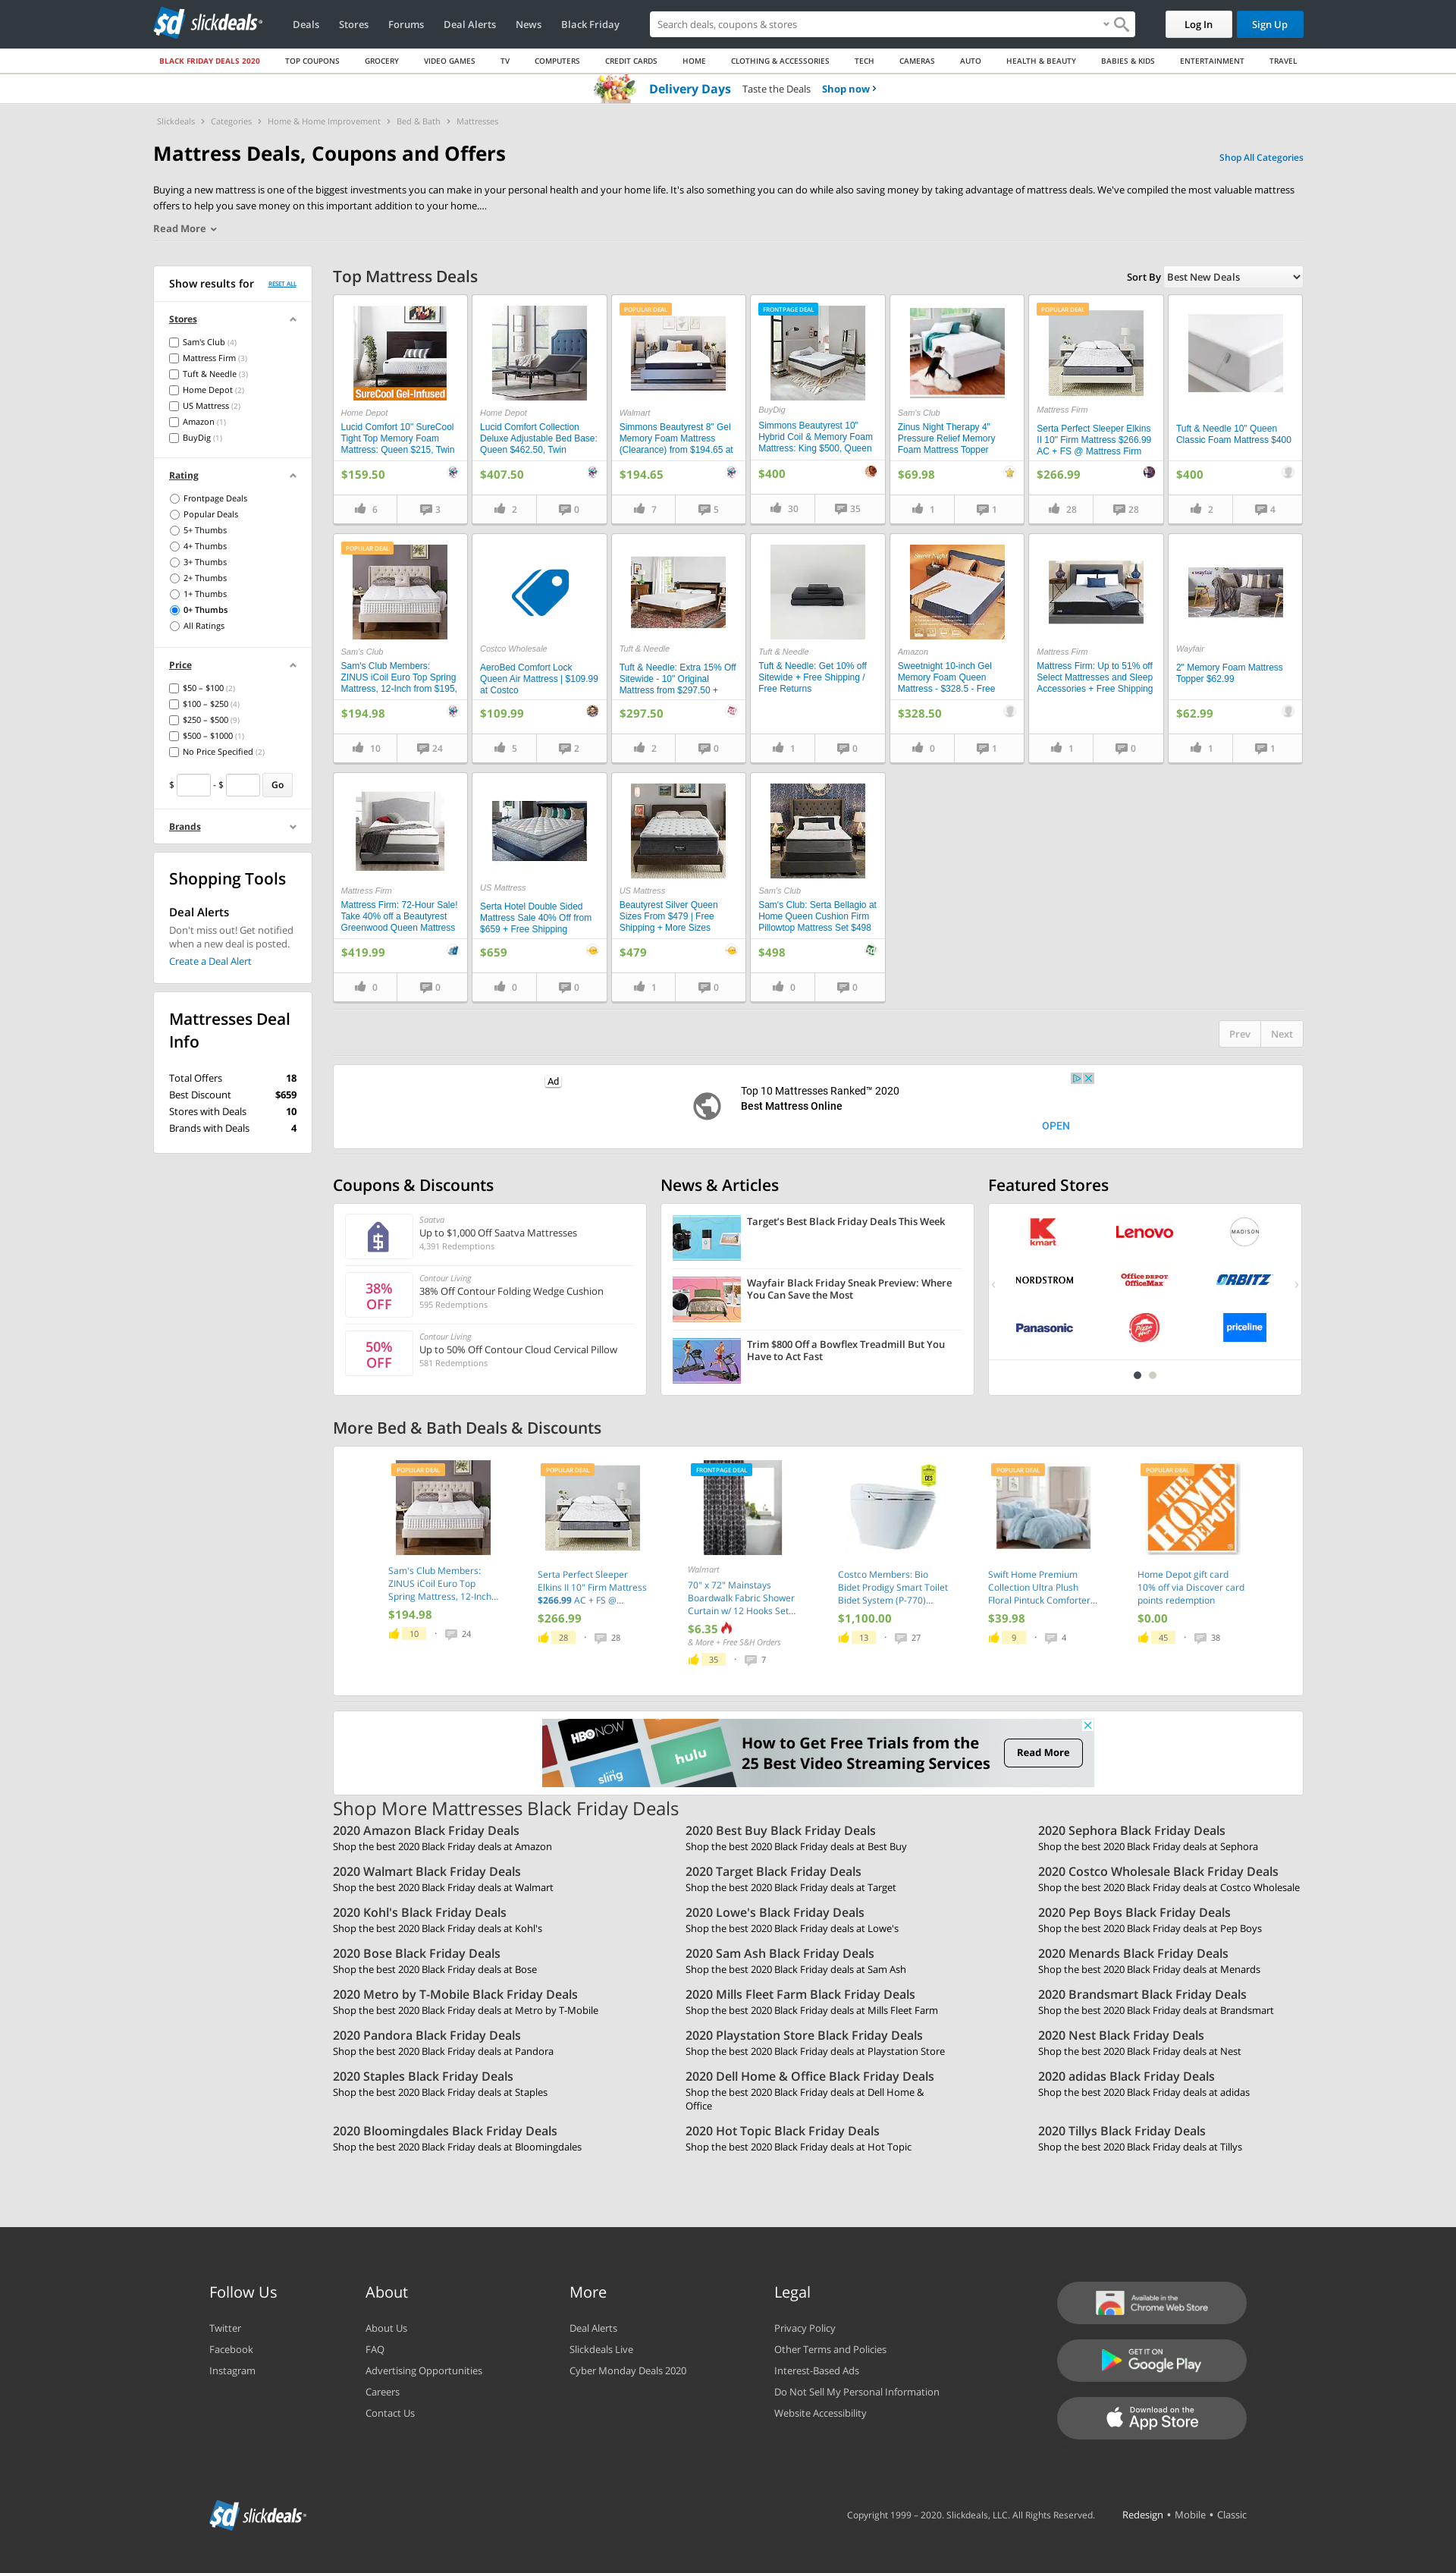 sd slickdeals
Deals Stores Forums Deal Alerts News Black Friday
Search deals, coupons & stores
Log In Sign Up
BLACK FRIDAY DEALS 2020 TOP COUPONS GROCERY VIDEO GAMES TV COMPUTERS CREDIT CARDS HOME CLOTHING & ACCESSORIES TECH CAMERAS AUTO HEALTH & BEAUTY BABIES & KIDS ENTERTAINMENT TRAVEL
Delivery Days Taste the Deals Shop now ›
Slickdeals › Categories › Home & Home Improvement › Bed & Bath › Mattresses
Mattress Deals, Coupons and Offers
Shop All Categories
Buying a new mattress is one of the biggest investments you can make in your personal health and your home life. It's also something you can do while also saving money by taking advantage of mattress deals. We've compiled the most valuable mattress
offers to help you save money on this important addition to your home....
Read More
Show results for RESET ALL
Stores
Sam's Club (4)
Mattress Firm (3)
Tuft & Needle (3)
Home Depot (2)
US Mattress (2)
Amazon (1)
BuyDig (1)
Rating
Frontpage Deals
Popular Deals
5+ Thumbs
4+ Thumbs
3+ Thumbs
2+ Thumbs
1+ Thumbs
0+ Thumbs
All Ratings
Price
$50 – $100 (2)
$100 – $250 (4)
$250 – $500 (9)
$500 – $1000 (1)
No Price Specified (2)
$ - $ Go
Brands
Shopping Tools
Deal Alerts
Don't miss out! Get notified
when a new deal is posted.
Create a Deal Alert
Mattresses Deal
Info
Total Offers 18
Best Discount $659
Stores with Deals 10
Brands with Deals 4
Top Mattress Deals
Sort By Best New Deals
SureCool Gel-Infused
Home Depot
Lucid Comfort 10" SureCool
Tight Top Memory Foam
Mattress: Queen $215, Twin
$159.50
6 3
Home Depot
Lucid Comfort Collection
Deluxe Adjustable Bed Base:
Queen $462.50, Twin
$407.50
2 0
POPULAR DEAL
Walmart
Simmons Beautyrest 8" Gel
Memory Foam Mattress
(Clearance) from $194.65 at
$194.65
7 5
FRONTPAGE DEAL
BuyDig
Simmons Beautyrest 10"
Hybrid Coil & Memory Foam
Mattress: King $500, Queen
$400
30 35
Sam's Club
Zinus Night Therapy 4"
Pressure Relief Memory
Foam Mattress Topper
$69.98
1 1
POPULAR DEAL
Mattress Firm
Serta Perfect Sleeper Elkins
II 10" Firm Mattress $266.99
AC + FS @ Mattress Firm
$266.99
28 28
Tuft & Needle 10" Queen
Classic Foam Mattress $400
$400
2 4
POPULAR DEAL
Sam's Club
Sam's Club Members:
ZINUS iCoil Euro Top Spring
Mattress, 12-Inch from $195,
$194.98
10 24
Costco Wholesale
AeroBed Comfort Lock
Queen Air Mattress | $109.99
at Costco
$109.99
5 2
Tuft & Needle
Tuft & Needle: Extra 15% Off
Sitewide - 10" Original
Mattress from $297.50 +
$297.50
2 0
Tuft & Needle
Tuft & Needle: Get 10% off
Sitewide + Free Shipping /
Free Returns
1 0
Sweet Night
Amazon
Sweetnight 10-inch Gel
Memory Foam Queen
Mattress - $328.5 - Free
$328.50
0 1
Mattress Firm
Mattress Firm: Up to 51% off
Select Mattresses and Sleep
Accessories + Free Shipping
1 0
wayfair
Wayfair
2" Memory Foam Mattress
Topper $62.99
$62.99
1 1
Mattress Firm
Mattress Firm: 72-Hour Sale!
Take 40% off a Beautyrest
Greenwood Queen Mattress
$419.99
0 0
US Mattress
Serta Hotel Double Sided
Mattress Sale 40% Off from
$659 + Free Shipping
$659
0 0
US Mattress
Beautyrest Silver Queen
Sizes From $479 | Free
Shipping + More Sizes
$479
1 0
Sam's Club
Sam's Club: Serta Bellagio at
Home Queen Cushion Firm
Pillowtop Mattress Set $498
$498
0 0
Prev Next
Ad
Top 10 Mattresses Ranked™ 2020
Best Mattress Online
OPEN
Coupons & Discounts
Saatva
Up to $1,000 Off Saatva Mattresses
4,391 Redemptions
38%
OFF
Contour Living
38% Off Contour Folding Wedge Cushion
595 Redemptions
50%
OFF
Contour Living
Up to 50% Off Contour Cloud Cervical Pillow
581 Redemptions
News & Articles
Target's Best Black Friday Deals This Week
Wayfair Black Friday Sneak Preview: Where
You Can Save the Most
Trim $800 Off a Bowflex Treadmill But You
Have to Act Fast
Featured Stores
kmart Lenovo MADISON
NORDSTROM Office DEPOT OfficeMax ORBITZ
Panasonic Pizza Hut priceline
More Bed & Bath Deals & Discounts
POPULAR DEAL
Sam's Club Members:
ZINUS iCoil Euro Top
Spring Mattress, 12-Inch...
$194.98
10 · 24
POPULAR DEAL
Serta Perfect Sleeper
Elkins II 10" Firm Mattress
$266.99 AC + FS @...
$266.99
28 · 28
FRONTPAGE DEAL
Walmart
70" x 72" Mainstays
Boardwalk Fabric Shower
Curtain w/ 12 Hooks Set...
$6.35
& More + Free S&H Orders
35 · 7
CES
Costco Members: Bio
Bidet Prodigy Smart Toilet
Bidet System (P-770)...
$1,100.00
13 · 27
POPULAR DEAL
Swift Home Premium
Collection Ultra Plush
Floral Pintuck Comforter...
$39.98
9 · 4
POPULAR DEAL
THE HOME DEPOT
Home Depot gift card
10% off via Discover card
points redemption
$0.00
45 · 38
HBO NOW hulu sling
How to Get Free Trials from the
25 Best Video Streaming Services
Read More
Shop More Mattresses Black Friday Deals
2020 Amazon Black Friday Deals 2020 Best Buy Black Friday Deals 2020 Sephora Black Friday Deals
Shop the best 2020 Black Friday deals at Amazon Shop the best 2020 Black Friday deals at Best Buy Shop the best 2020 Black Friday deals at Sephora
2020 Walmart Black Friday Deals 2020 Target Black Friday Deals 2020 Costco Wholesale Black Friday Deals
Shop the best 2020 Black Friday deals at Walmart Shop the best 2020 Black Friday deals at Target Shop the best 2020 Black Friday deals at Costco Wholesale
2020 Kohl's Black Friday Deals 2020 Lowe's Black Friday Deals 2020 Pep Boys Black Friday Deals
Shop the best 2020 Black Friday deals at Kohl's Shop the best 2020 Black Friday deals at Lowe's Shop the best 2020 Black Friday deals at Pep Boys
2020 Bose Black Friday Deals 2020 Sam Ash Black Friday Deals 2020 Menards Black Friday Deals
Shop the best 2020 Black Friday deals at Bose Shop the best 2020 Black Friday deals at Sam Ash Shop the best 2020 Black Friday deals at Menards
2020 Metro by T-Mobile Black Friday Deals 2020 Mills Fleet Farm Black Friday Deals 2020 Brandsmart Black Friday Deals
Shop the best 2020 Black Friday deals at Metro by T-Mobile Shop the best 2020 Black Friday deals at Mills Fleet Farm Shop the best 2020 Black Friday deals at Brandsmart
2020 Pandora Black Friday Deals 2020 Playstation Store Black Friday Deals 2020 Nest Black Friday Deals
Shop the best 2020 Black Friday deals at Pandora Shop the best 2020 Black Friday deals at Playstation Store Shop the best 2020 Black Friday deals at Nest
2020 Staples Black Friday Deals 2020 Dell Home & Office Black Friday Deals 2020 adidas Black Friday Deals
Shop the best 2020 Black Friday deals at Staples Shop the best 2020 Black Friday deals at Dell Home & Shop the best 2020 Black Friday deals at adidas
Office
2020 Bloomingdales Black Friday Deals 2020 Hot Topic Black Friday Deals 2020 Tillys Black Friday Deals
Shop the best 2020 Black Friday deals at Bloomingdales Shop the best 2020 Black Friday deals at Hot Topic Shop the best 2020 Black Friday deals at Tillys
Follow Us
Twitter
Facebook
Instagram
About
About Us
FAQ
Advertising Opportunities
Careers
Contact Us
More
Deal Alerts
Slickdeals Live
Cyber Monday Deals 2020
Legal
Privacy Policy
Other Terms and Policies
Interest-Based Ads
Do Not Sell My Personal Information
Website Accessibility
Available in the
Chrome Web Store
GET IT ON
Google Play
Download on the
App Store
sd slickdeals
Copyright 1999 – 2020. Slickdeals, LLC. All Rights Reserved.
Redesign • Mobile • Classic